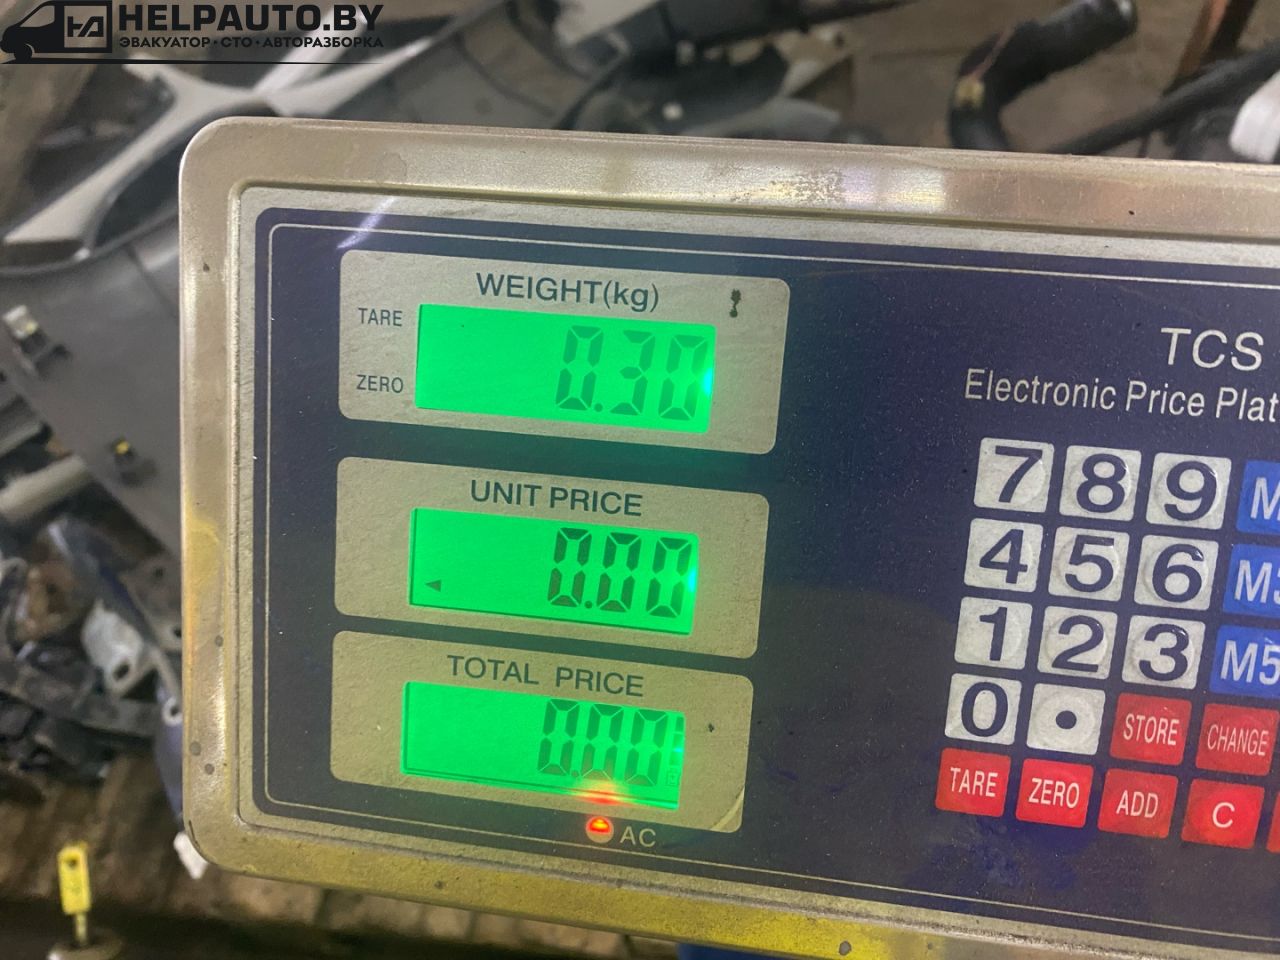 HELPAUTO.BY
ЭВАКУАТОР·СТО·АВТОРАЗБОРКА
WEIGHT(kg)
TARE
0.30
ZERO
UNIT PRICE
0.00
TOTAL PRICE
0.00
AC
TCS
Electronic Price Plat
7 8 9 M
4 5 6 M3
1 2 3 M5
0 . STORE CHANGE
TARE ZERO ADD C